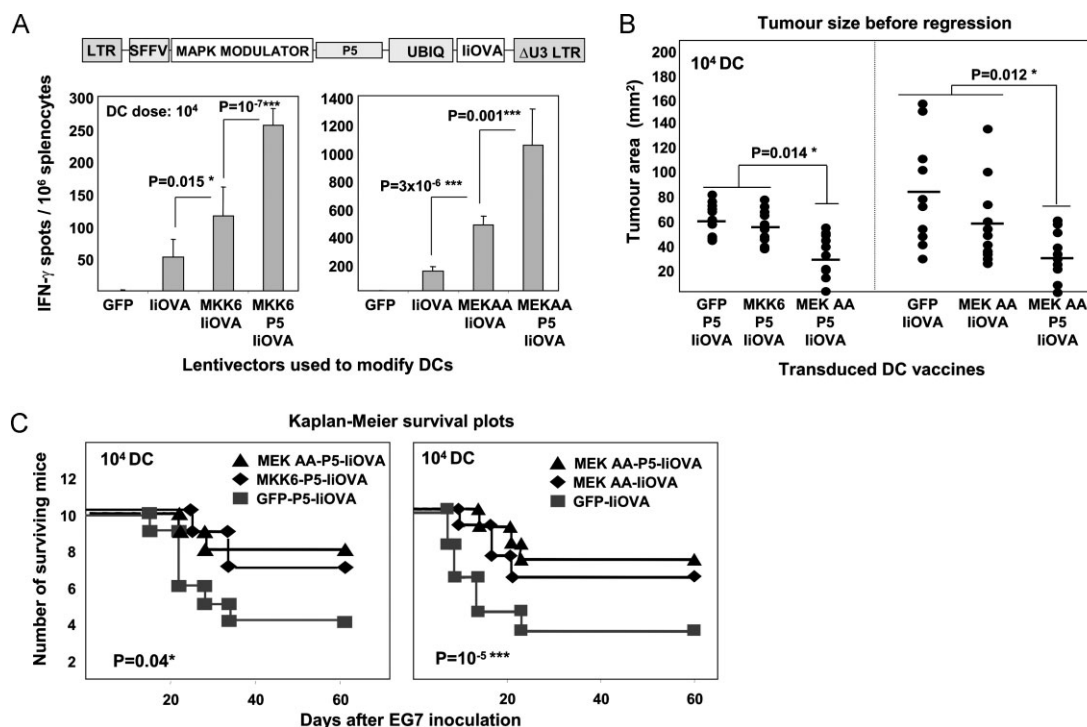 A
LTR SFFV MAPK MODULATOR P5 UBIQ IiOVA ΔU3 LTR
IFN-γ spots / 10⁶ splenocytes
300
250
200
150
100
50
DC dose: 10⁴
P=10⁻⁷***
P=0.015 *
GFP IiOVA MKK6 MKK6
IiOVA P5
IiOVA
1400
1200
1000
800
600
400
200
P=0.001***
P=3x10⁻⁶ ***
GFP IiOVA MEKAA MEKAA
IiOVA P5
IiOVA
Lentivectors used to modify DCs
B
Tumour size before regression
Tumour area (mm²)
200
180
160
140
120
100
80
60
40
20
10⁴ DC
P=0.014 *
P=0.012 *
GFP MKK6 MEK AA
P5 P5 P5
IiOVA IiOVA IiOVA
GFP MEK AA MEK AA
IiOVA IiOVA P5
IiOVA
Transduced DC vaccines
C
Kaplan-Meier survival plots
Number of surviving mice
12
10
8
6
4
2
10⁴ DC
MEK AA-P5-IiOVA
MKK6-P5-IiOVA
GFP-P5-IiOVA
P=0.04*
20 40 60
10⁴ DC
MEK AA-P5-IiOVA
MEK AA-IiOVA
GFP-IiOVA
P=10⁻⁵ ***
20 40 60
Days after EG7 inoculation